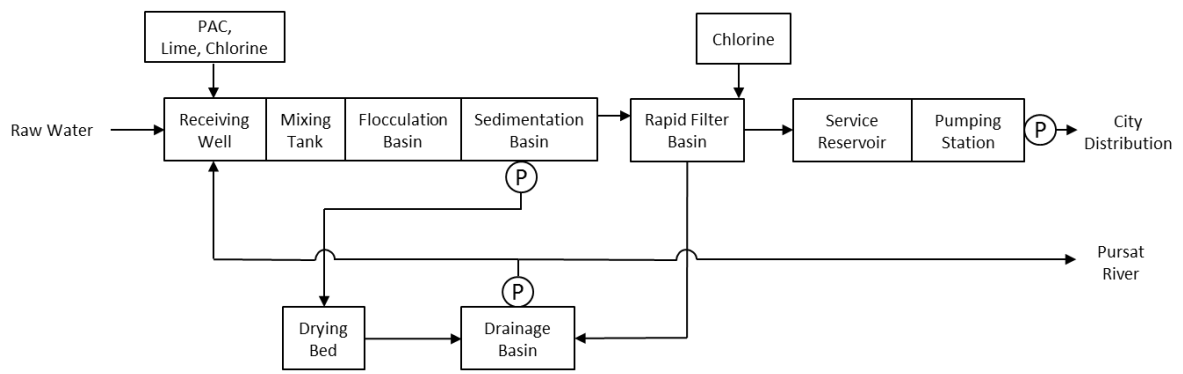 PAC,
Lime, Chlorine
Chlorine
Raw Water
Receiving
Well
Mixing
Tank
Flocculation
Basin
Sedimentation
Basin
Rapid Filter
Basin
Service
Reservoir
Pumping
Station
P
City
Distribution
P
Pursat
River
P
Drying
Bed
Drainage
Basin